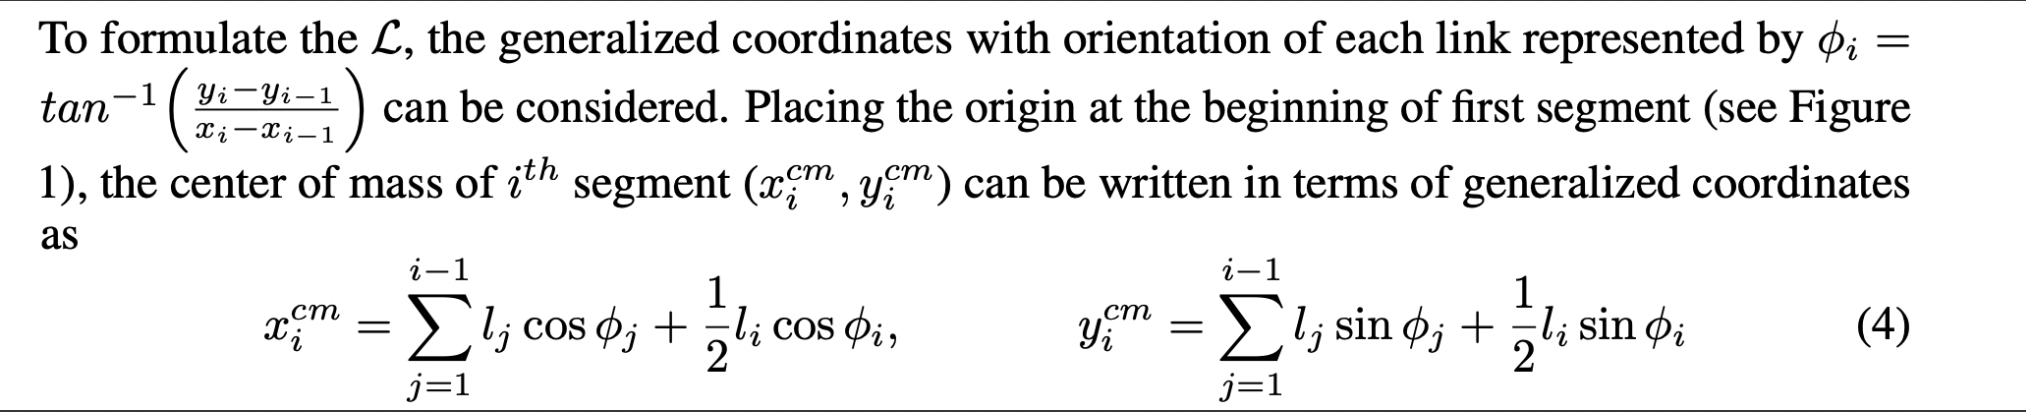 To formulate the $\mathcal{L}$, the generalized coordinates with orientation of each link represented by $\phi_i =$
$tan^{-1}\left(\frac{y_i - y_{i-1}}{x_i - x_{i-1}}\right)$ can be considered. Placing the origin at the beginning of first segment (see Figure
1), the center of mass of $i^{th}$ segment $(x_i^{cm}, y_i^{cm})$ can be written in terms of generalized coordinates
as
$x_i^{cm} = \sum_{j=1}^{i-1} l_j \cos \phi_j + \frac{1}{2} l_i \cos \phi_i, \quad y_i^{cm} = \sum_{j=1}^{i-1} l_j \sin \phi_j + \frac{1}{2} l_i \sin \phi_i \quad (4)$